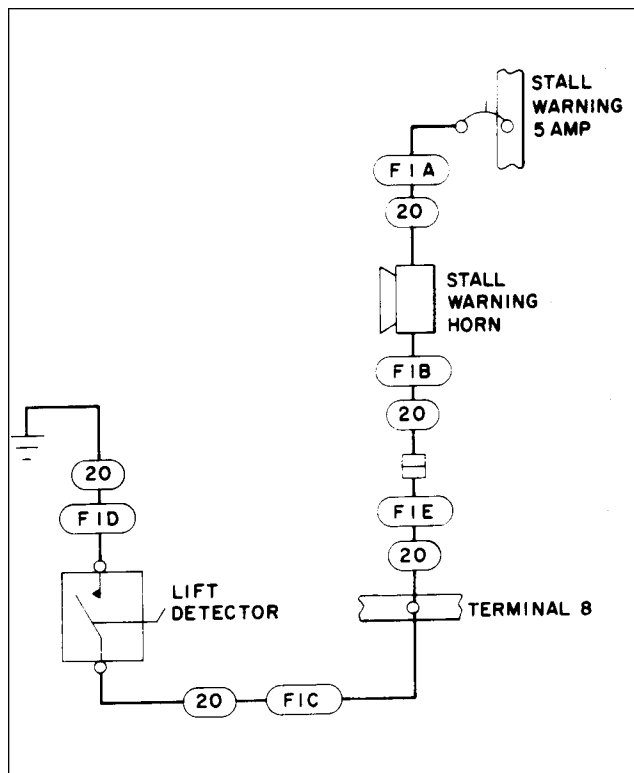 STALL
WARNING
5 AMP
F1A
20
STALL
WARNING
HORN
F1B
20
20
F1D
F1E
20
LIFT
DETECTOR
TERMINAL 8
20
F1C